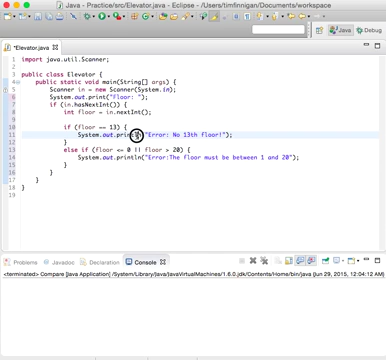 Java - Practice/src/Elevator.java - Eclipse - /Users/timfinnigan/Documents/workspace
Java Debug
*Elevator.java
1 import java.util.Scanner;
2
3 public class Elevator {
4 public static void main(String[] args) {
5 Scanner in = new Scanner(System.in);
6 System.out.print("Floor: ");
7 if (in.hasNextInt()) {
8 int floor = in.nextInt();
9
10 if (floor == 13) {
11 System.out.println("Error: No 13th floor!");
12 }
13 else if (floor <= 0 || floor > 20) {
14 System.out.println("Error:The floor must be between 1 and 20");
15 }
16 }
17 }
18 }
19
Problems Javadoc Declaration Console
<terminated> Compare [Java Application] /System/Library/Java/JavaVirtualMachines/1.6.0.jdk/Contents/Home/bin/java (Jun 29, 2015, 12:04:12 AM)